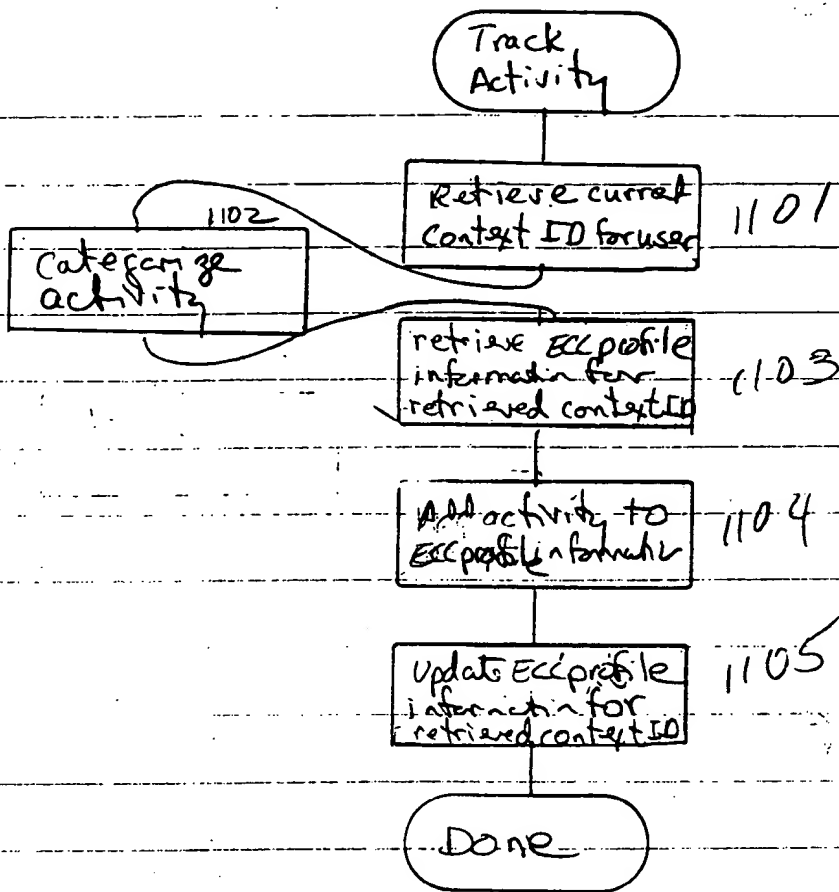 Track
Activity
Retrieve current
Context ID for user
1101
1102
Categorize
activity
retrieve ECC profile
information for
retrieved context ID
1103
Add activity to
ECC profile information
1104
Update ECC profile
information for
retrieved context ID
1105
Done